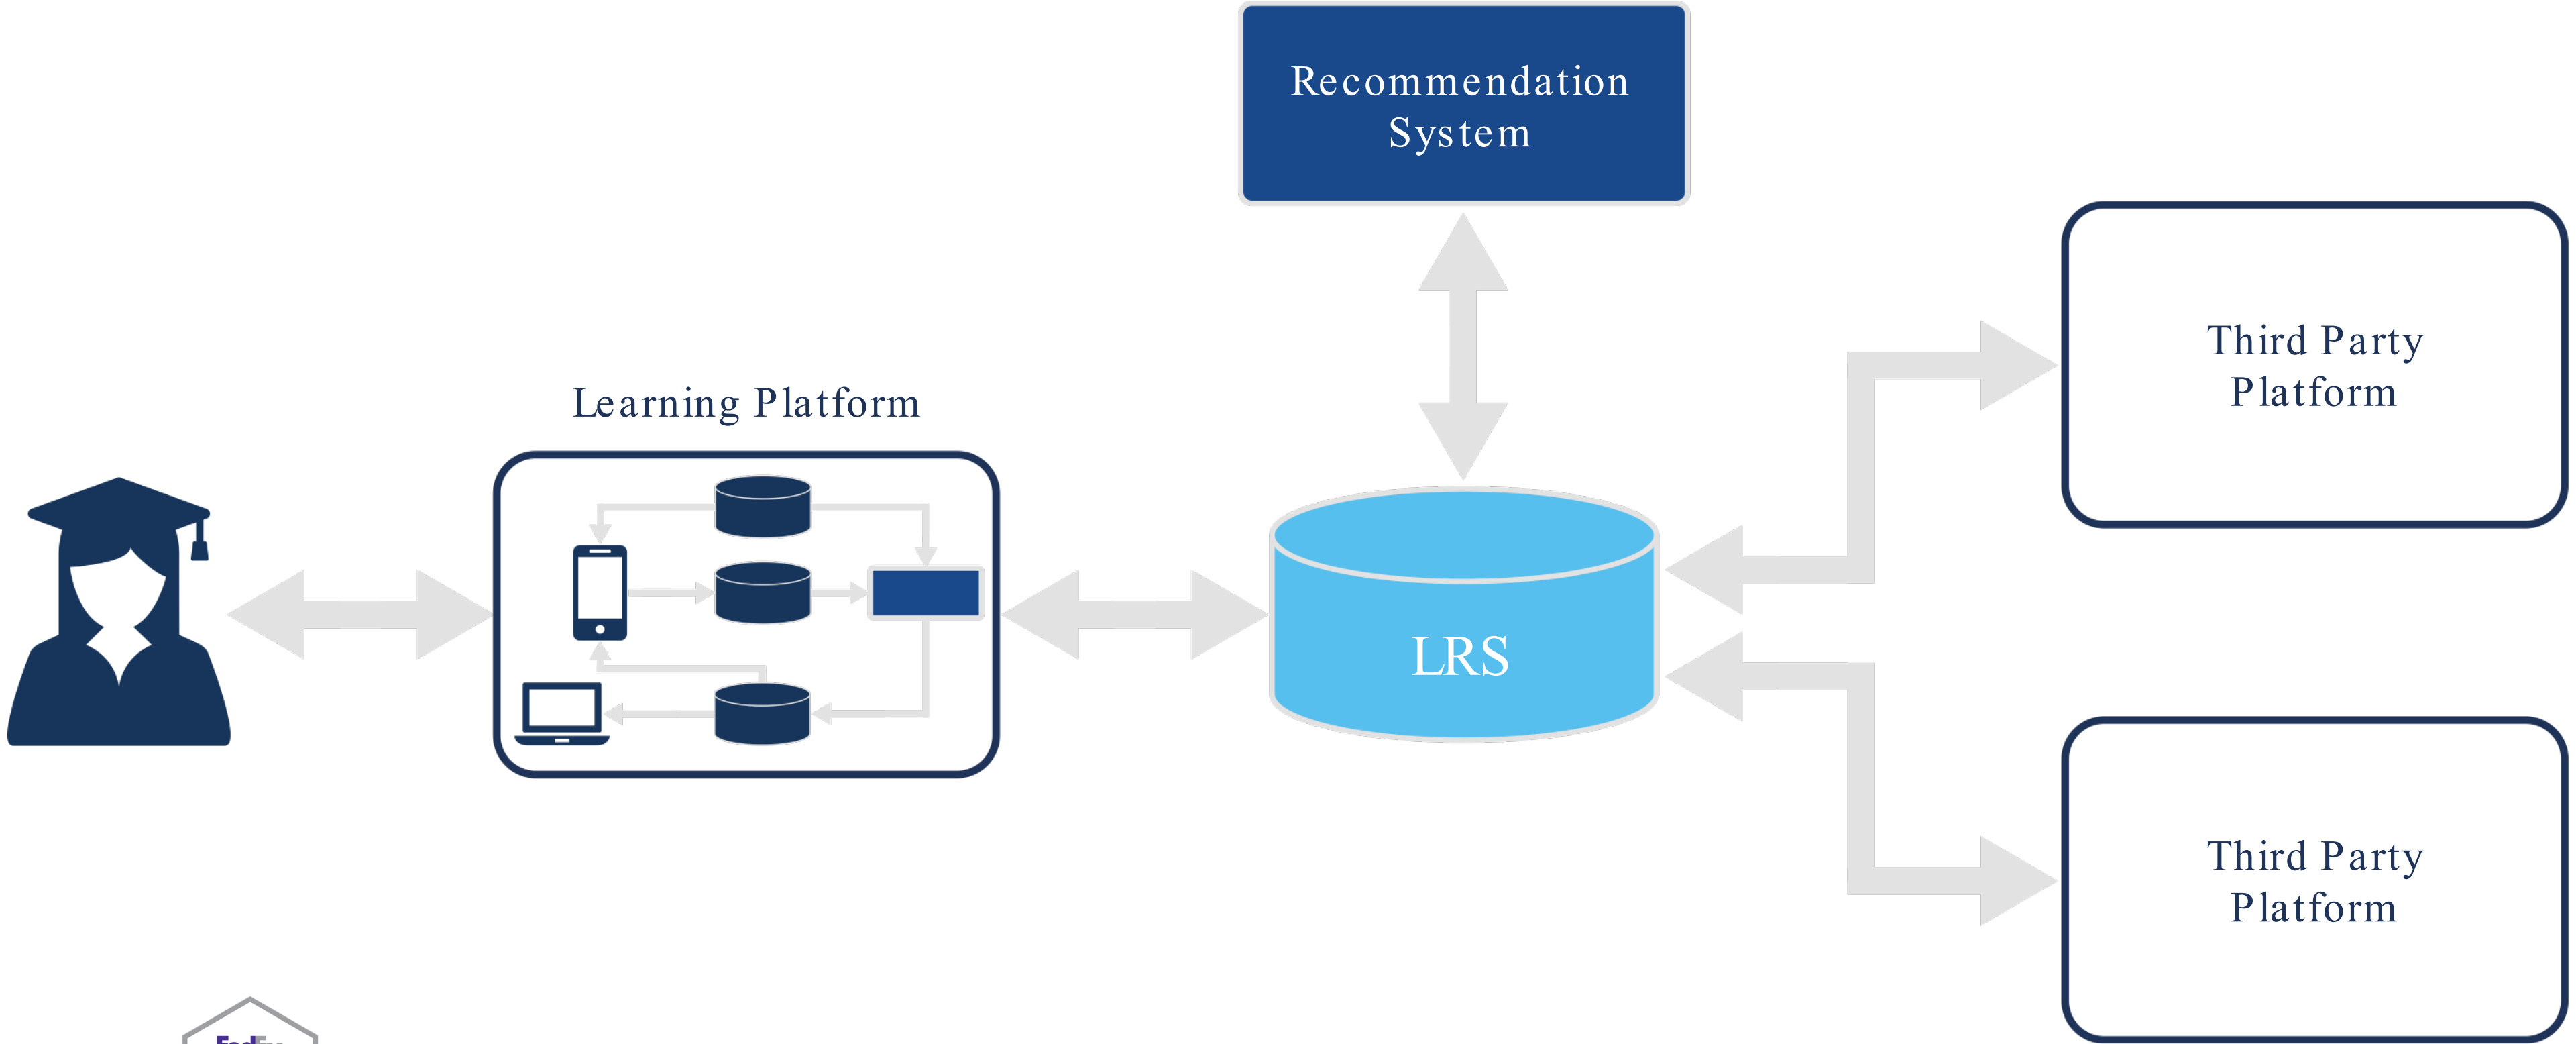 Recommendation
System
Learning Platform
Third Party
Platform
LRS
Third Party
Platform